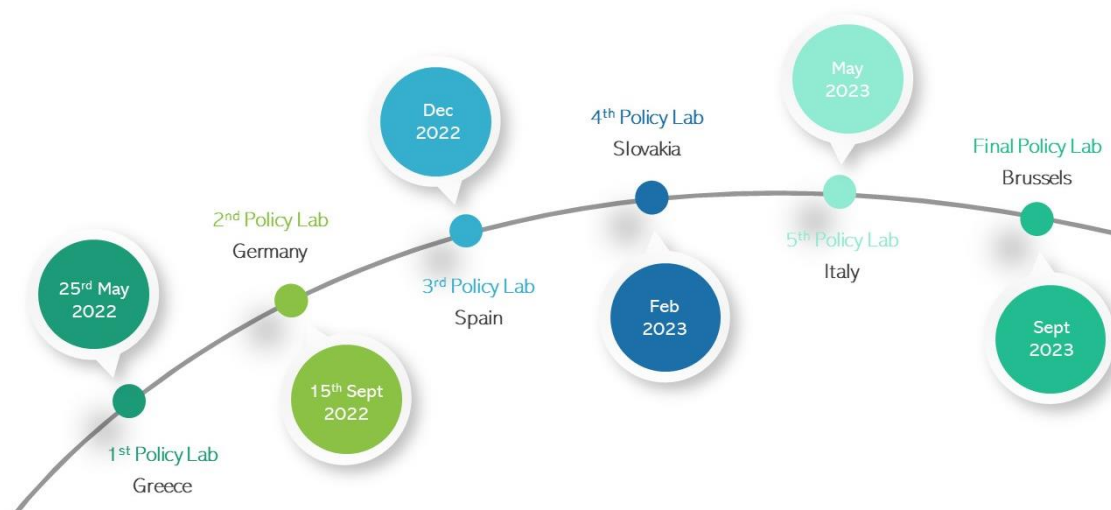 25rd May
2022
1st Policy Lab
Greece
2nd Policy Lab
Germany
15th Sept
2022
Dec
2022
3rd Policy Lab
Spain
4th Policy Lab
Slovakia
Feb
2023
May
2023
5th Policy Lab
Italy
Final Policy Lab
Brussels
Sept
2023